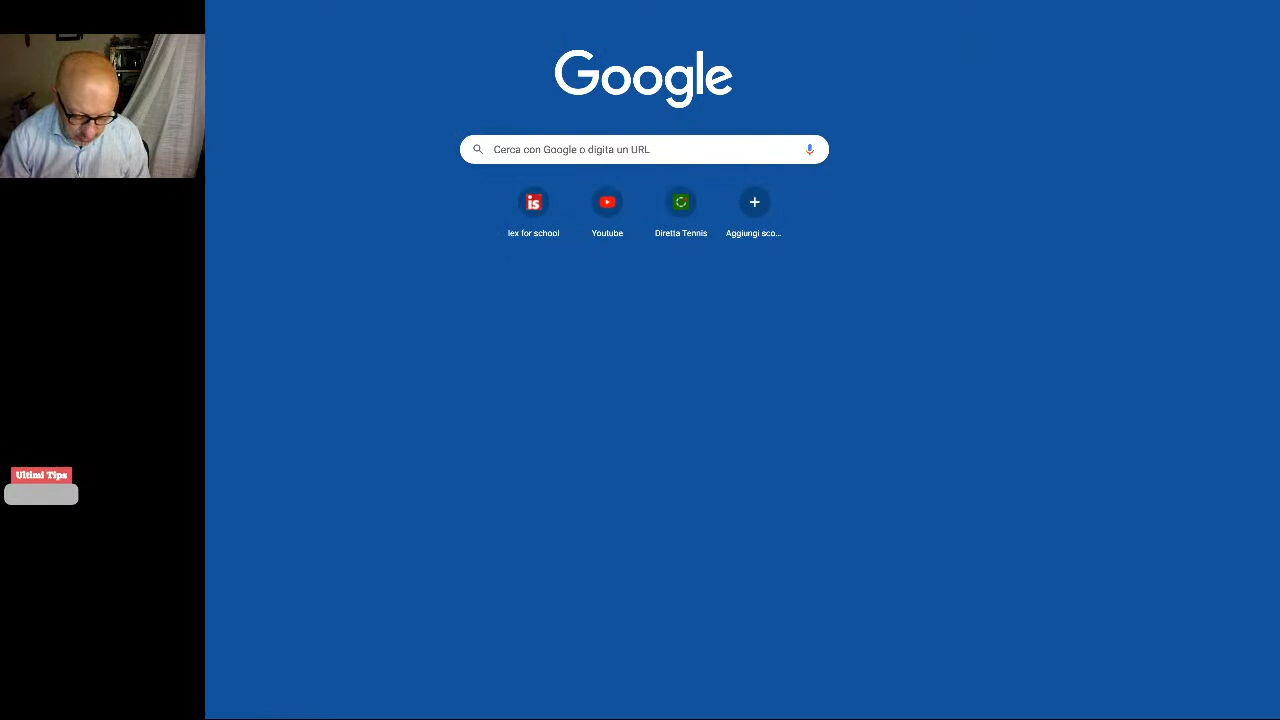 Google
Cerca con Google o digita un URL
is
lex for school
Youtube
Diretta Tennis
Aggiungi sco...
Ultimi Tips